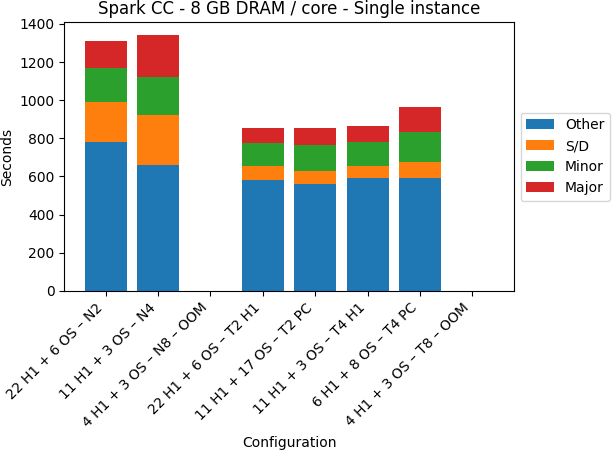 Spark CC - 8 GB DRAM / core - Single instance
Seconds
1400
1200
1000
800
600
400
200
0
22 H1 + 6 OS – N2
11 H1 + 3 OS – N4
4 H1 + 3 OS – N8 – OOM
22 H1 + 6 OS – T2 H1
11 H1 + 17 OS – T2 PC
11 H1 + 3 OS – T4 H1
6 H1 + 8 OS – T4 PC
4 H1 + 3 OS – T8 – OOM
Configuration
Other
S/D
Minor
Major